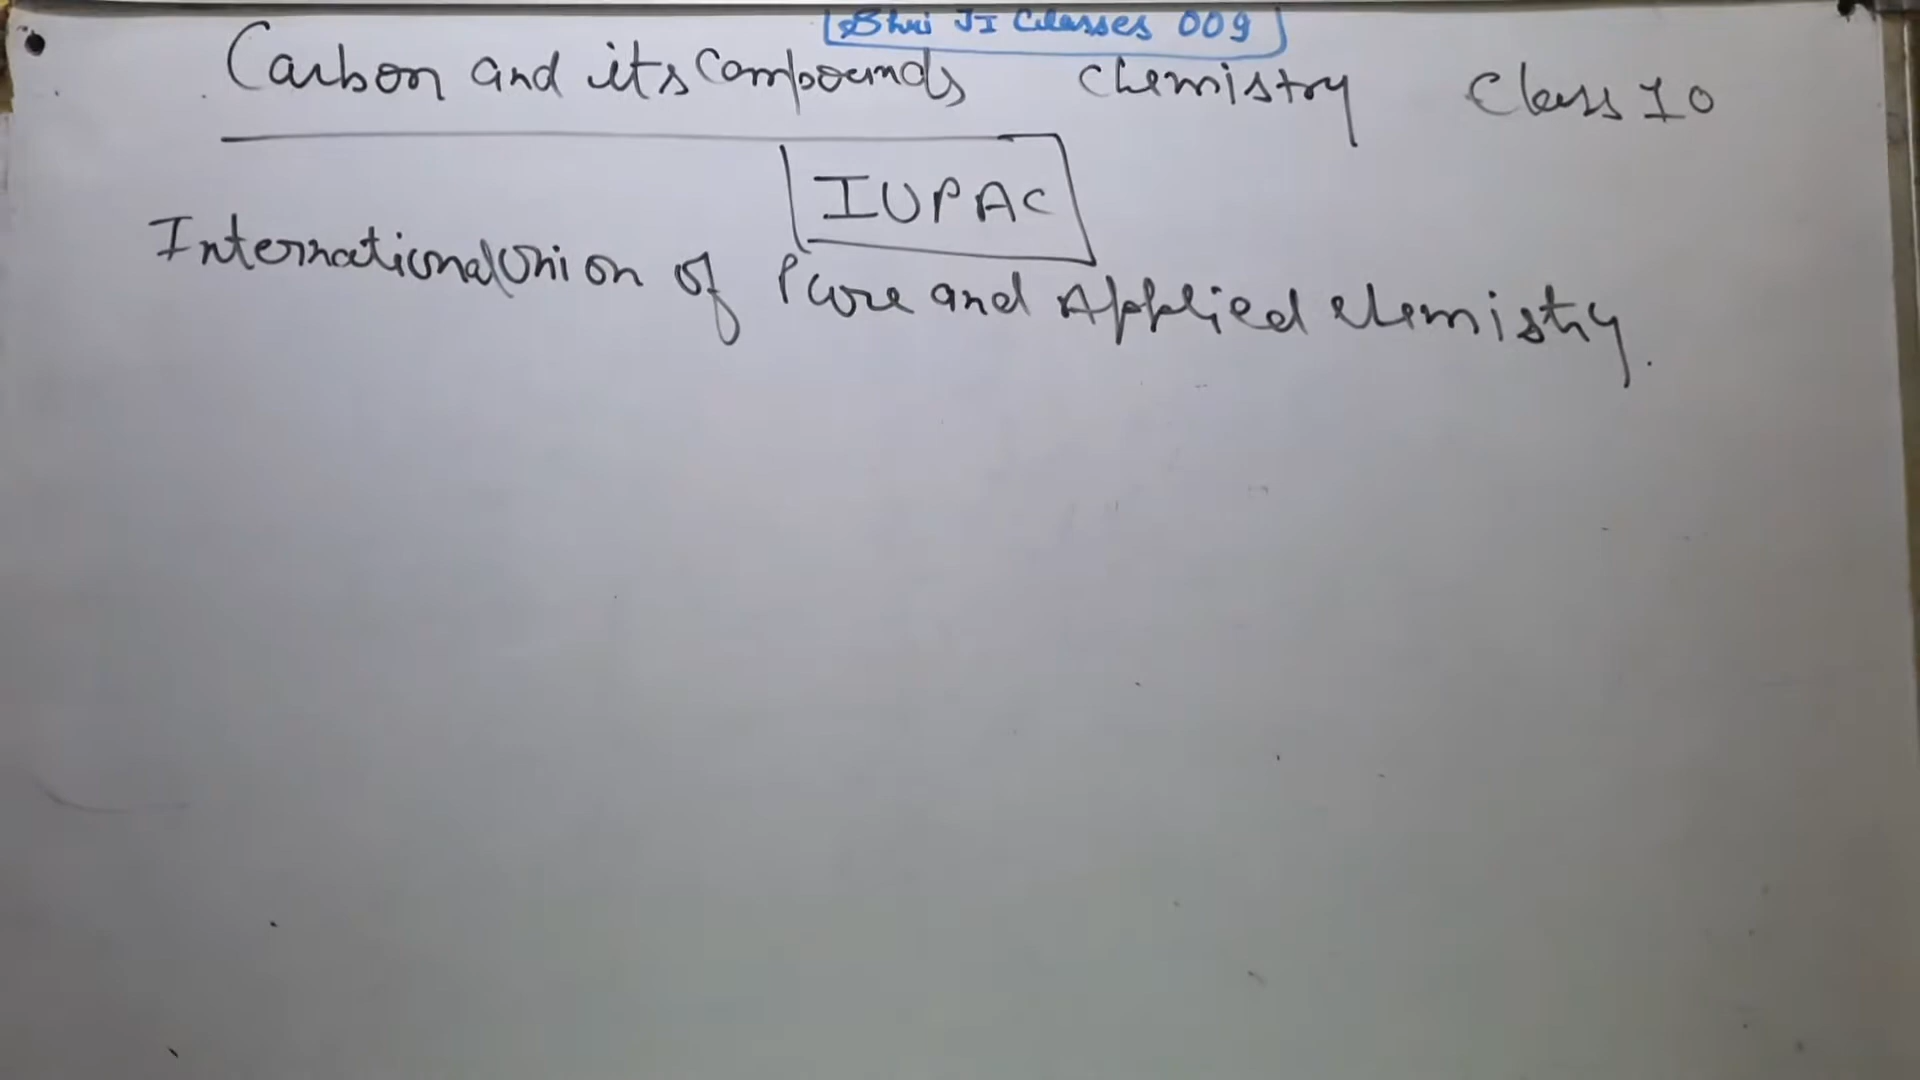 Shri JI Classes 009
Carbon and its Compounds Chemistry Class 10
IUPAC
International Union of Pure and Applied chemistry.